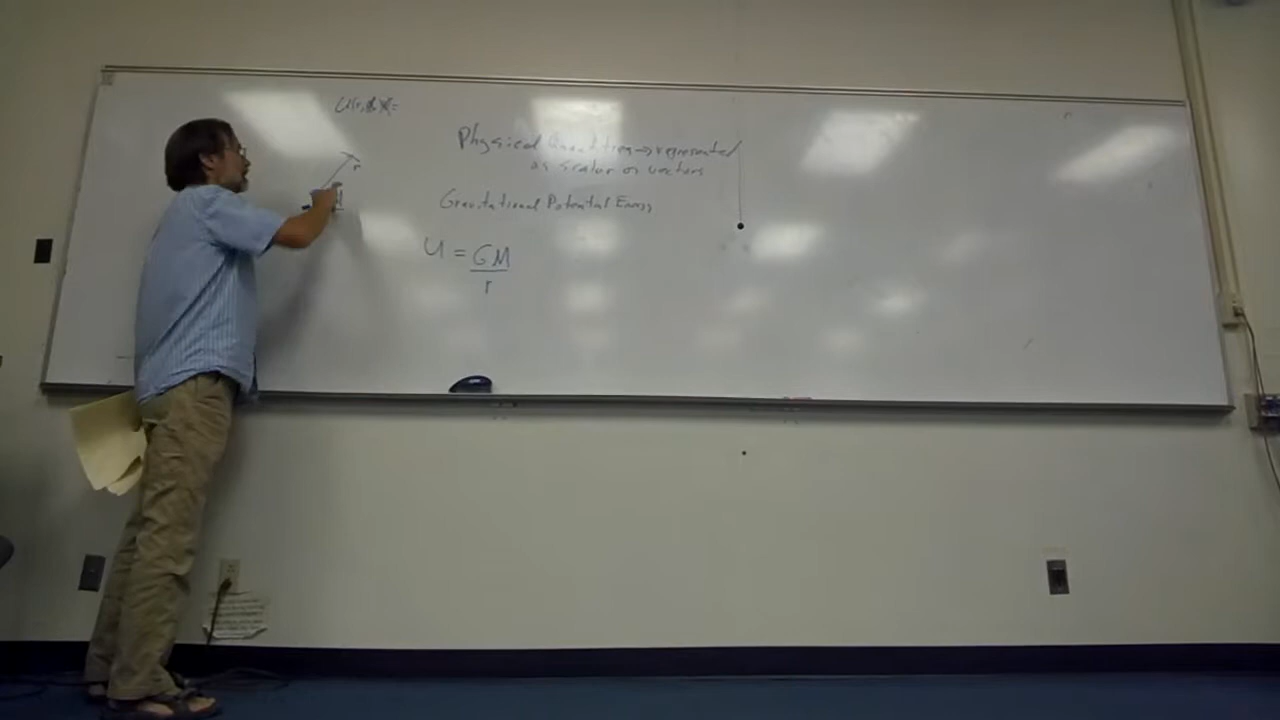 r
Physical Quantities → represented
as scalar or vectors
Gravitational Potential Energy
U = GM
r